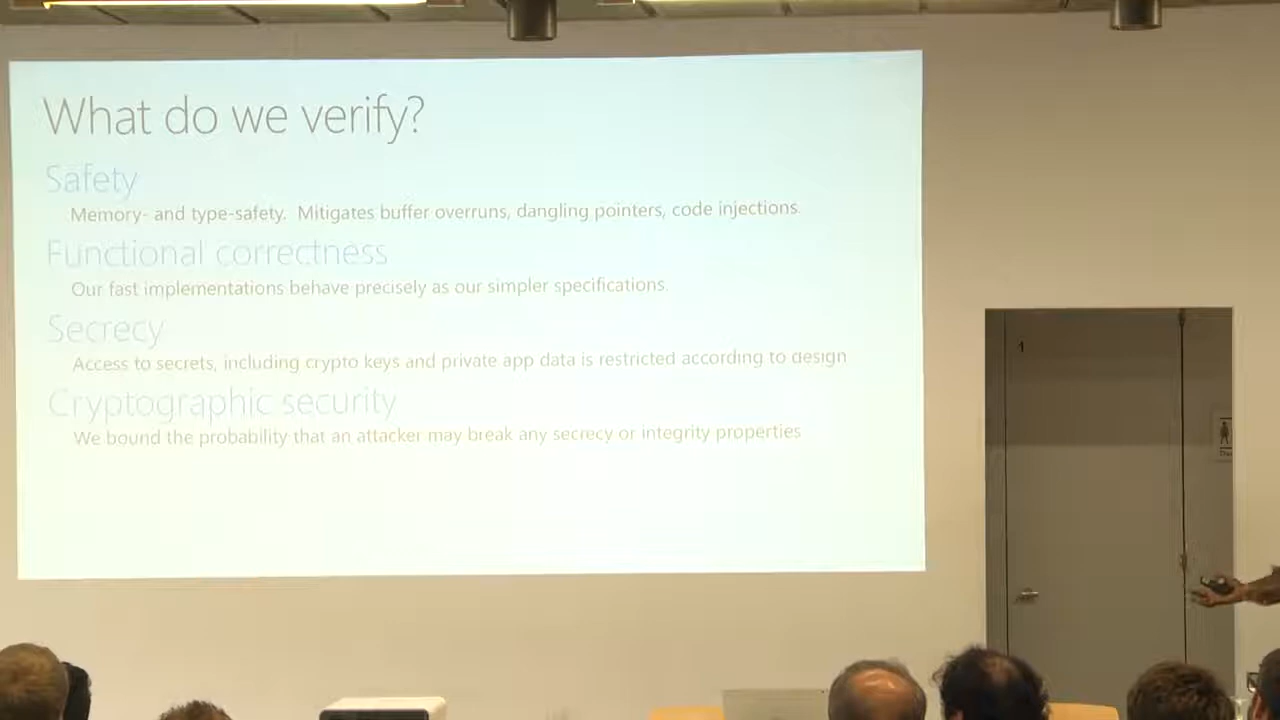 What do we verify?
Safety
Memory- and type-safety. Mitigates buffer overruns, dangling pointers, code injections.
Functional correctness
Our fast implementations behave precisely as our simpler specifications.
Secrecy
Access to secrets, including crypto keys and private app data is restricted according to design
Cryptographic security
We bound the probability that an attacker may break any secrecy or integrity properties
1